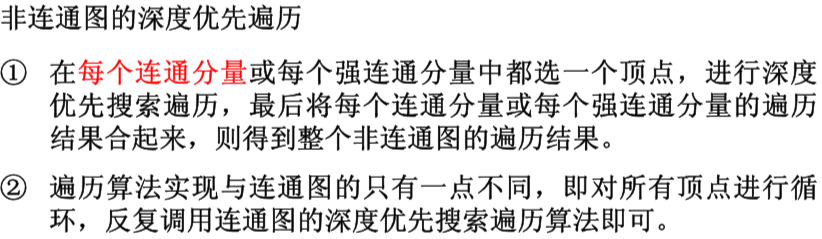 非连通图的深度优先遍历
① 在每个连通分量或每个强连通分量中都选一个顶点，进行深度
优先搜索遍历，最后将每个连通分量或每个强连通分量的遍历
结果合起来，则得到整个非连通图的遍历结果。
② 遍历算法实现与连通图的只有一点不同，即对所有顶点进行循
环，反复调用连通图的深度优先搜索遍历算法即可。